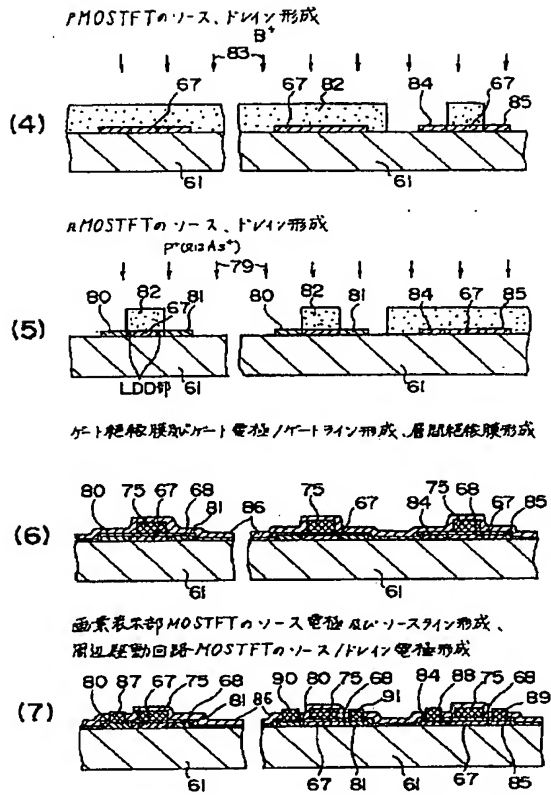 PMOSTFTのソース、ドレイン形成
B⁺
83
67 67 82 84 67 85
(4)
61 61
nMOSTFTのソース、ドレイン形成
P⁺(又はAs⁺)
79
80 82 67 81 80 82 81 84 67 85
(5)
LDD部 61 61
ゲート絶縁膜及びゲート電極/ゲートライン形成、層間絶縁膜形成
80 75 67 68 81 86 75 67 84 75 68 67 85
(6)
61 61
画素表示部MOSTFTのソース電極及びソースライン形成、
周辺駆動回路MOSTFTのソース/ドレイン電極形成
80 87 67 75 68 81 86 90 80 75 68 91 84 88 75 68 89
(7)
61 67 81 61 67 85